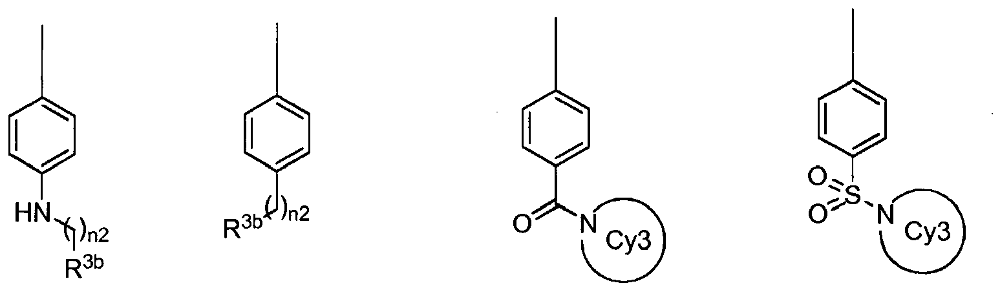 HN ( )n2
R3b
R3b ( )n2
O N Cy3
O S O N Cy3